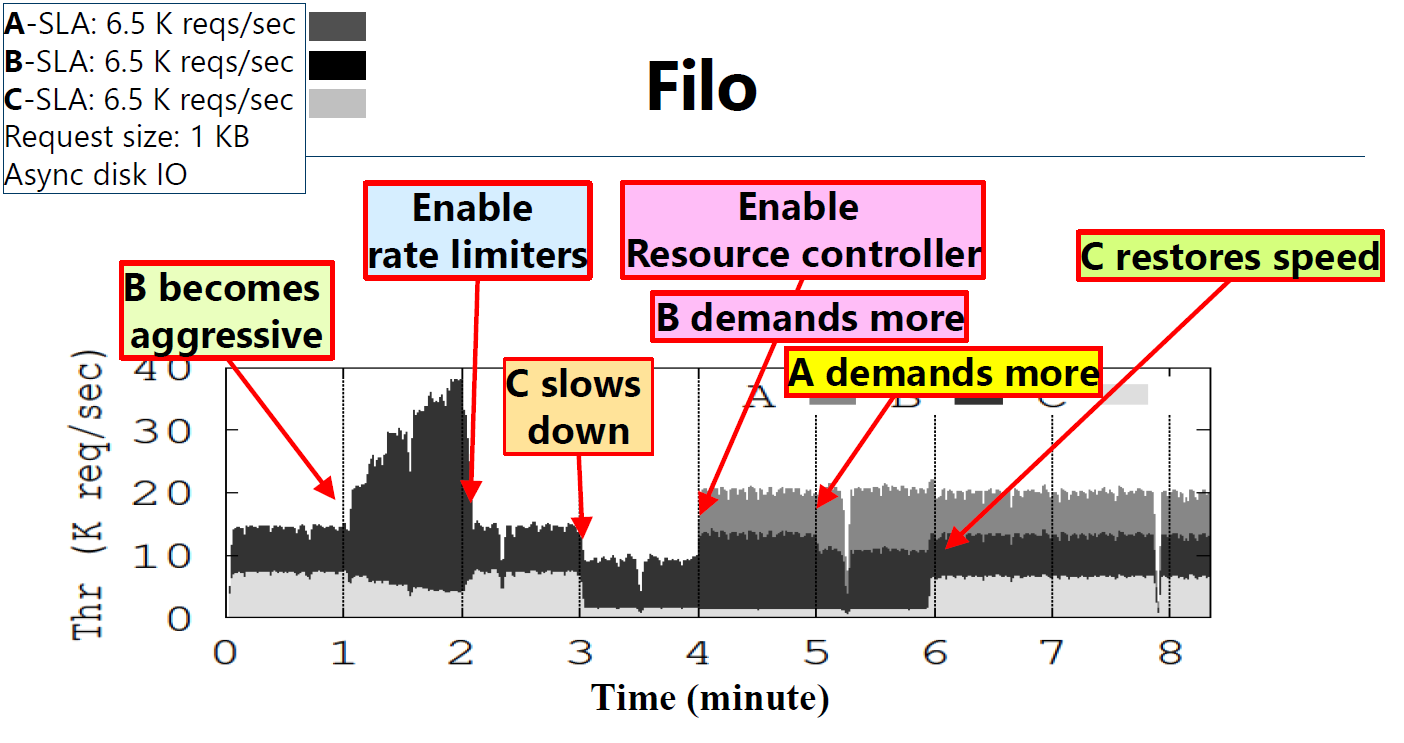 A-SLA: 6.5 K reqs/sec
B-SLA: 6.5 K reqs/sec
C-SLA: 6.5 K reqs/sec
Request size: 1 KB
Async disk IO
Filo
Enable
rate limiters
Enable
Resource controller
C restores speed
B becomes
aggressive
B demands more
A demands more
C slows
down
A B C
Thr (K req/sec)
40
30
20
10
0
0 1 2 3 4 5 6 7 8
Time (minute)